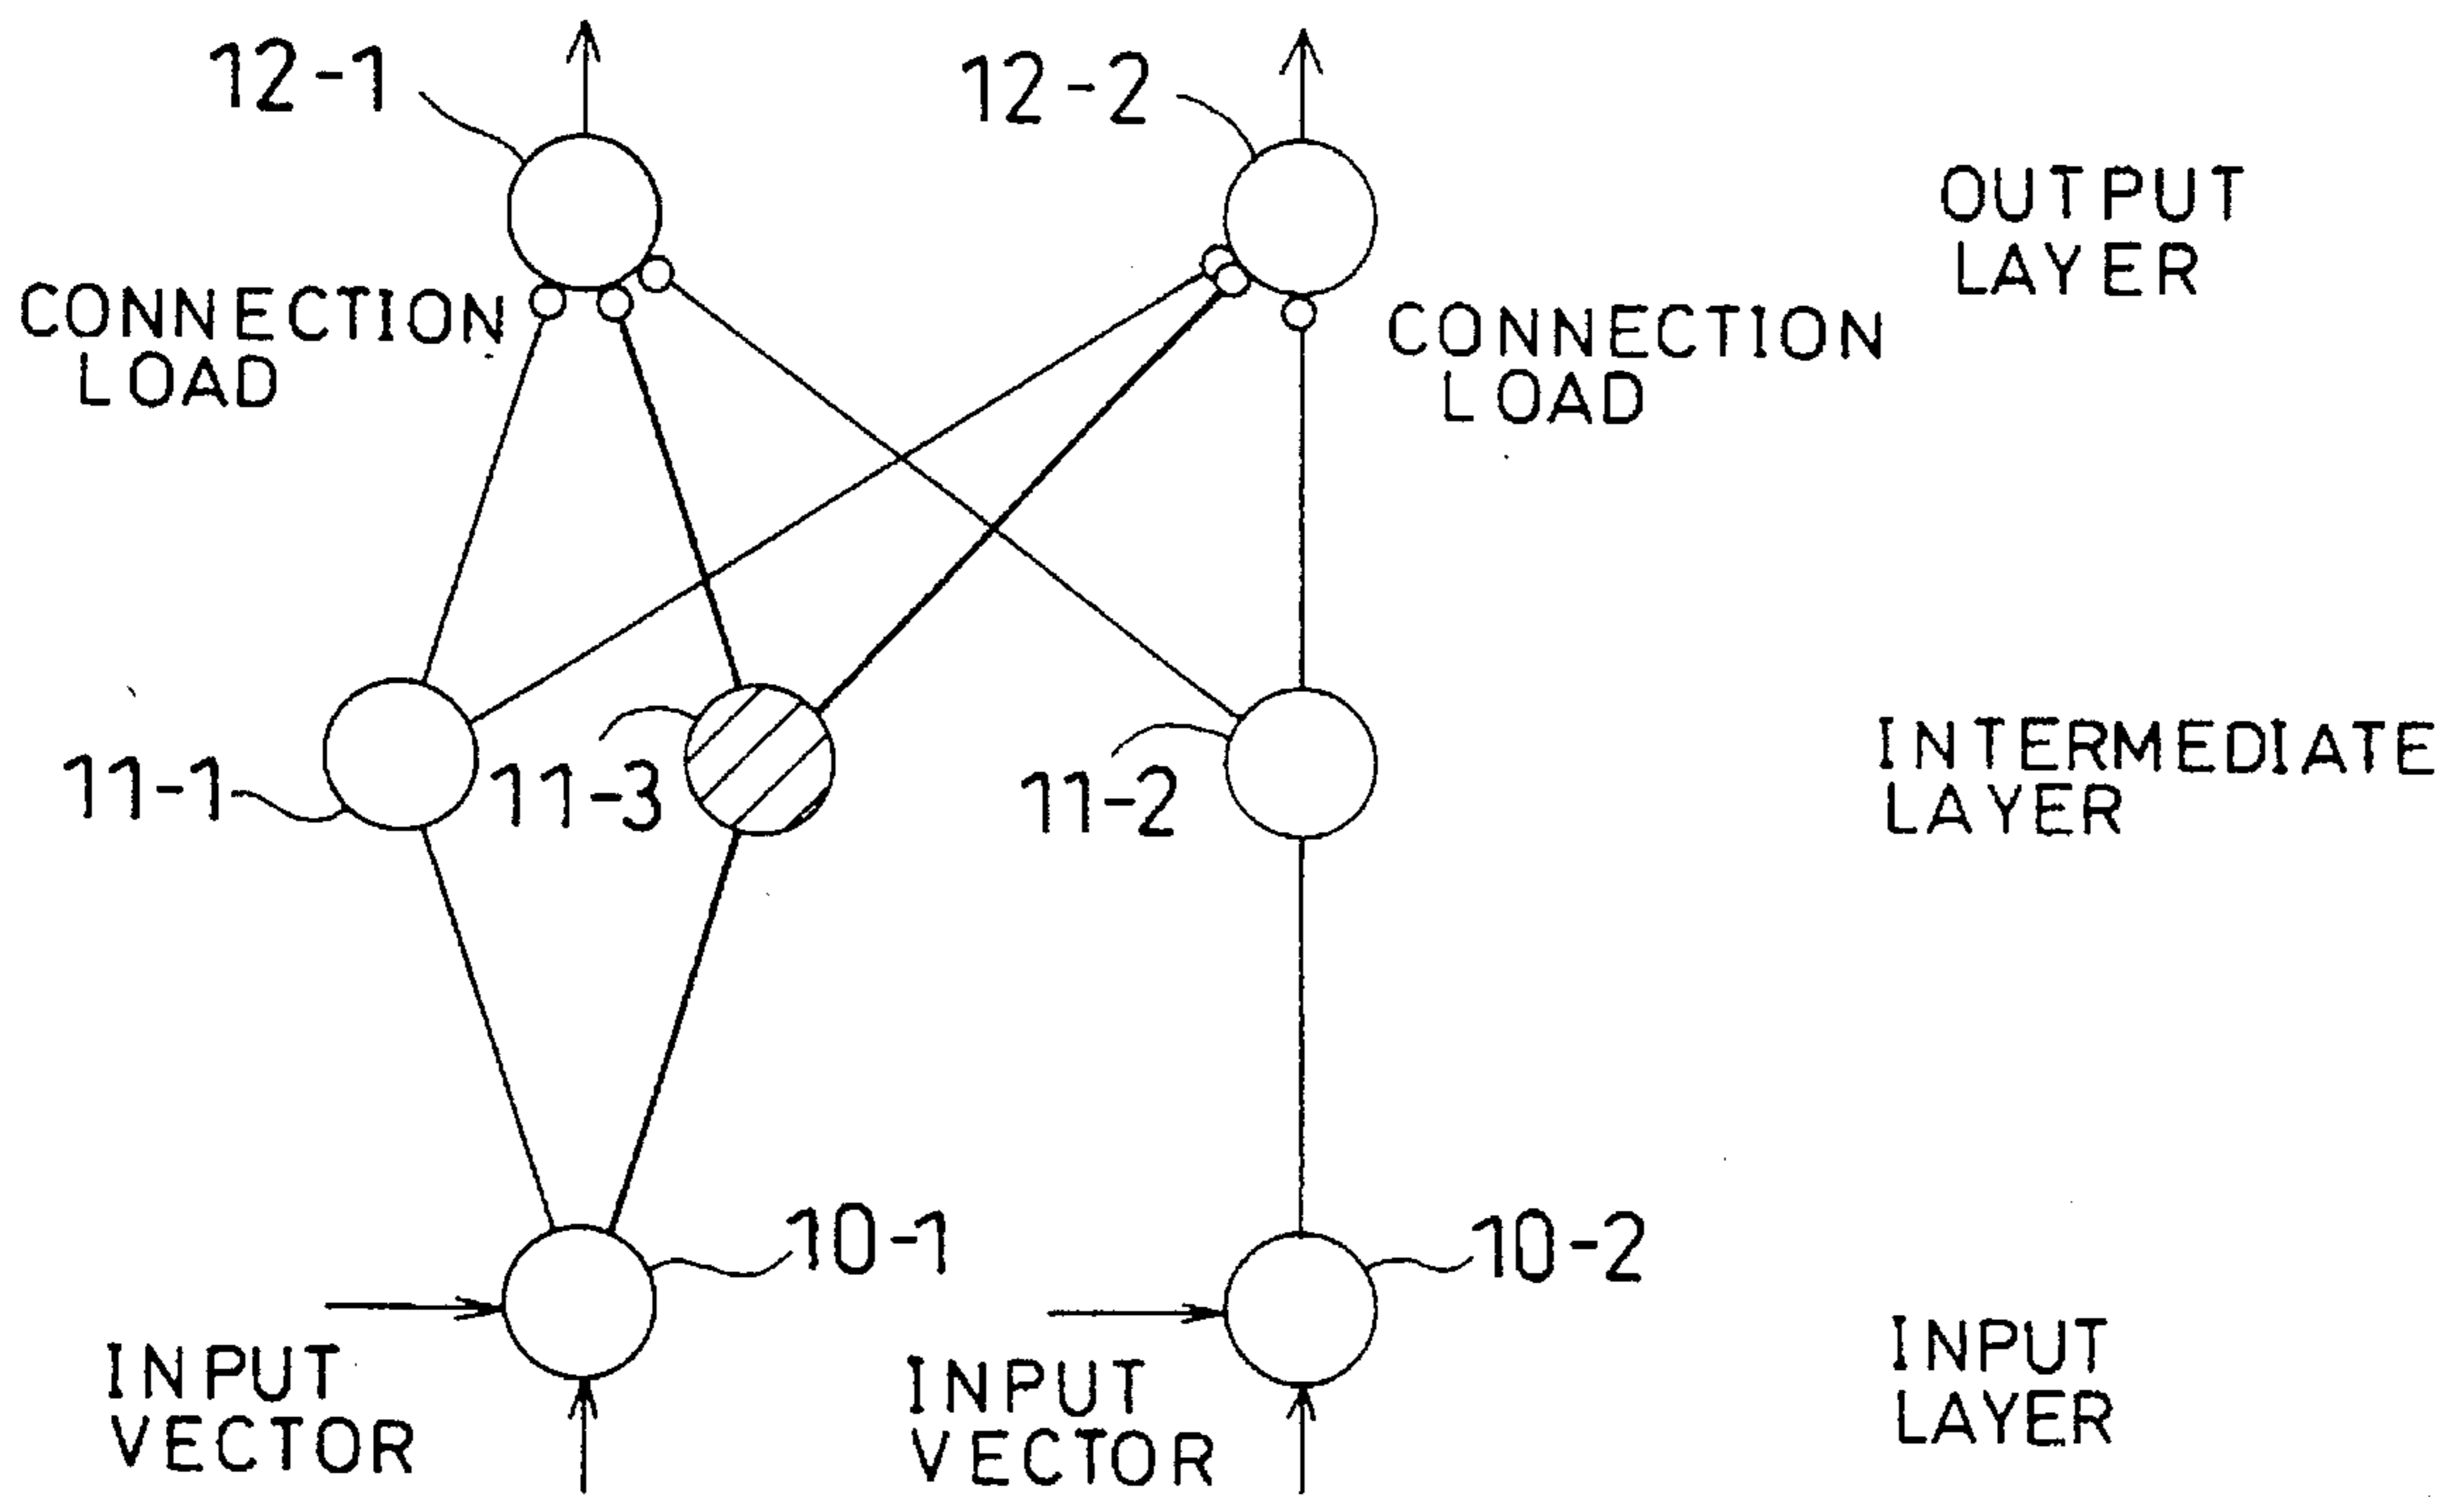 12-1
12-2
OUTPUT
LAYER
CONNECTION
LOAD
CONNECTION
LOAD
11-1
11-3
11-2
INTERMEDIATE
LAYER
10-1
10-2
INPUT
VECTOR
INPUT
VECTOR
INPUT
LAYER